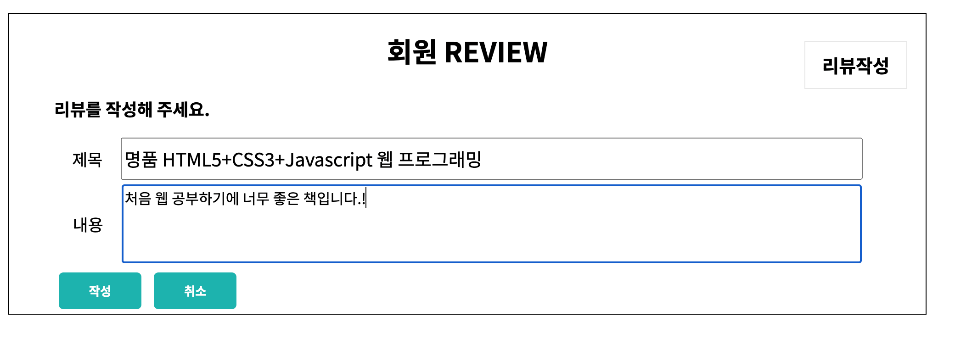 회원 REVIEW
리뷰작성
리뷰를 작성해 주세요.
제목 명품 HTML5+CSS3+Javascript 웹 프로그래밍
내용 처음 웹 공부하기에 너무 좋은 책입니다.!
작성 취소